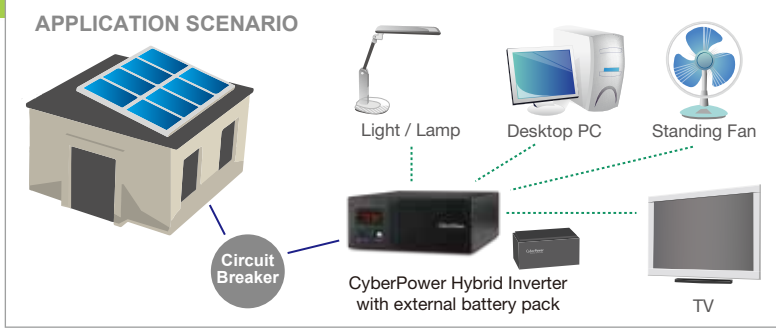 APPLICATION SCENARIO
Light / Lamp
Desktop PC
Standing Fan
Circuit
Breaker
CyberPower Hybrid Inverter
with external battery pack
TV